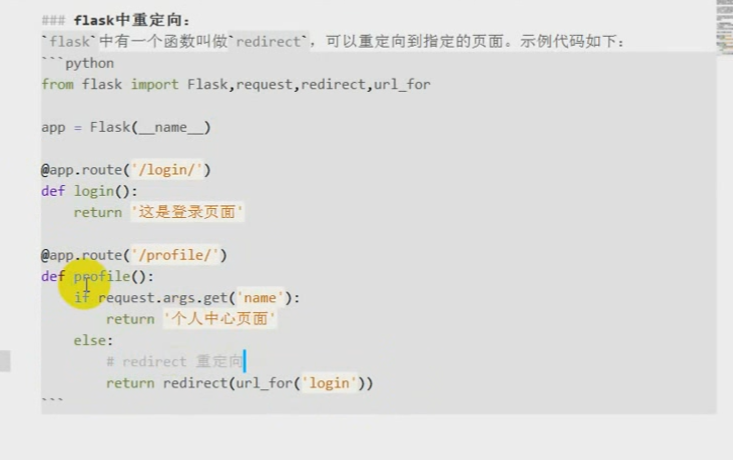 ### flask中重定向：
`flask`中有一个函数叫做`redirect`，可以重定向到指定的页面。示例代码如下：
```python
from flask import Flask,request,redirect,url_for
app = Flask(__name__)
@app.route('/login/')
def login():
return '这是登录页面'
@app.route('/profile/')
def profile():
if request.args.get('name'):
return '个人中心页面'
else:
# redirect 重定向
return redirect(url_for('login'))
```